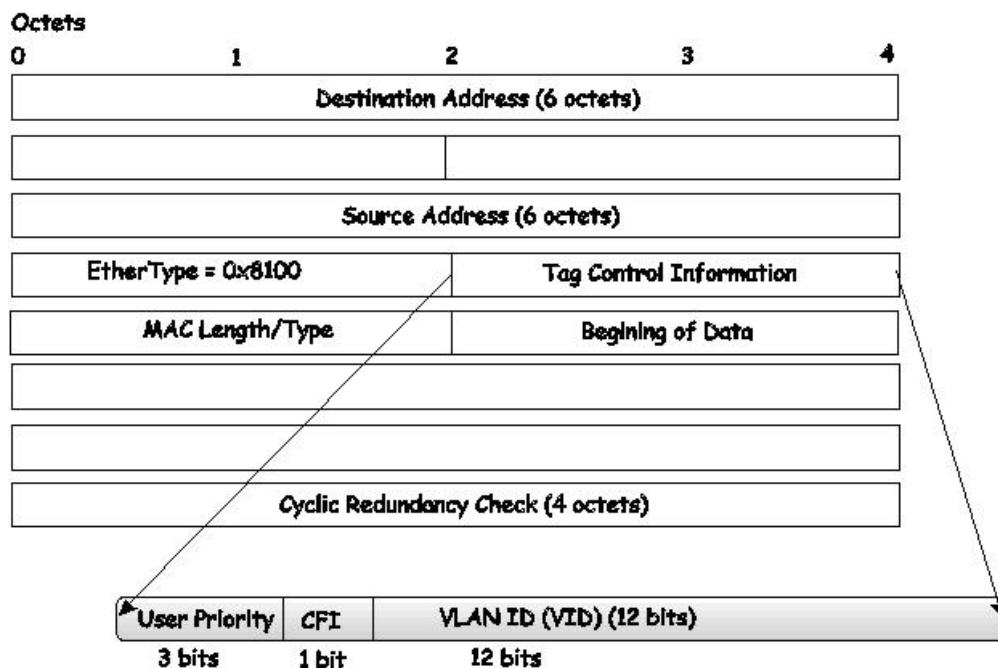 Octets
0 1 2 3 4
Destination Address (6 octets)
Source Address (6 octets)
EtherType = 0x8100 Tag Control Information
MAC Length/Type Begining of Data
Cyclic Redundancy Check (4 octets)
User Priority CFI VLAN ID (VID) (12 bits)
3 bits 1 bit 12 bits